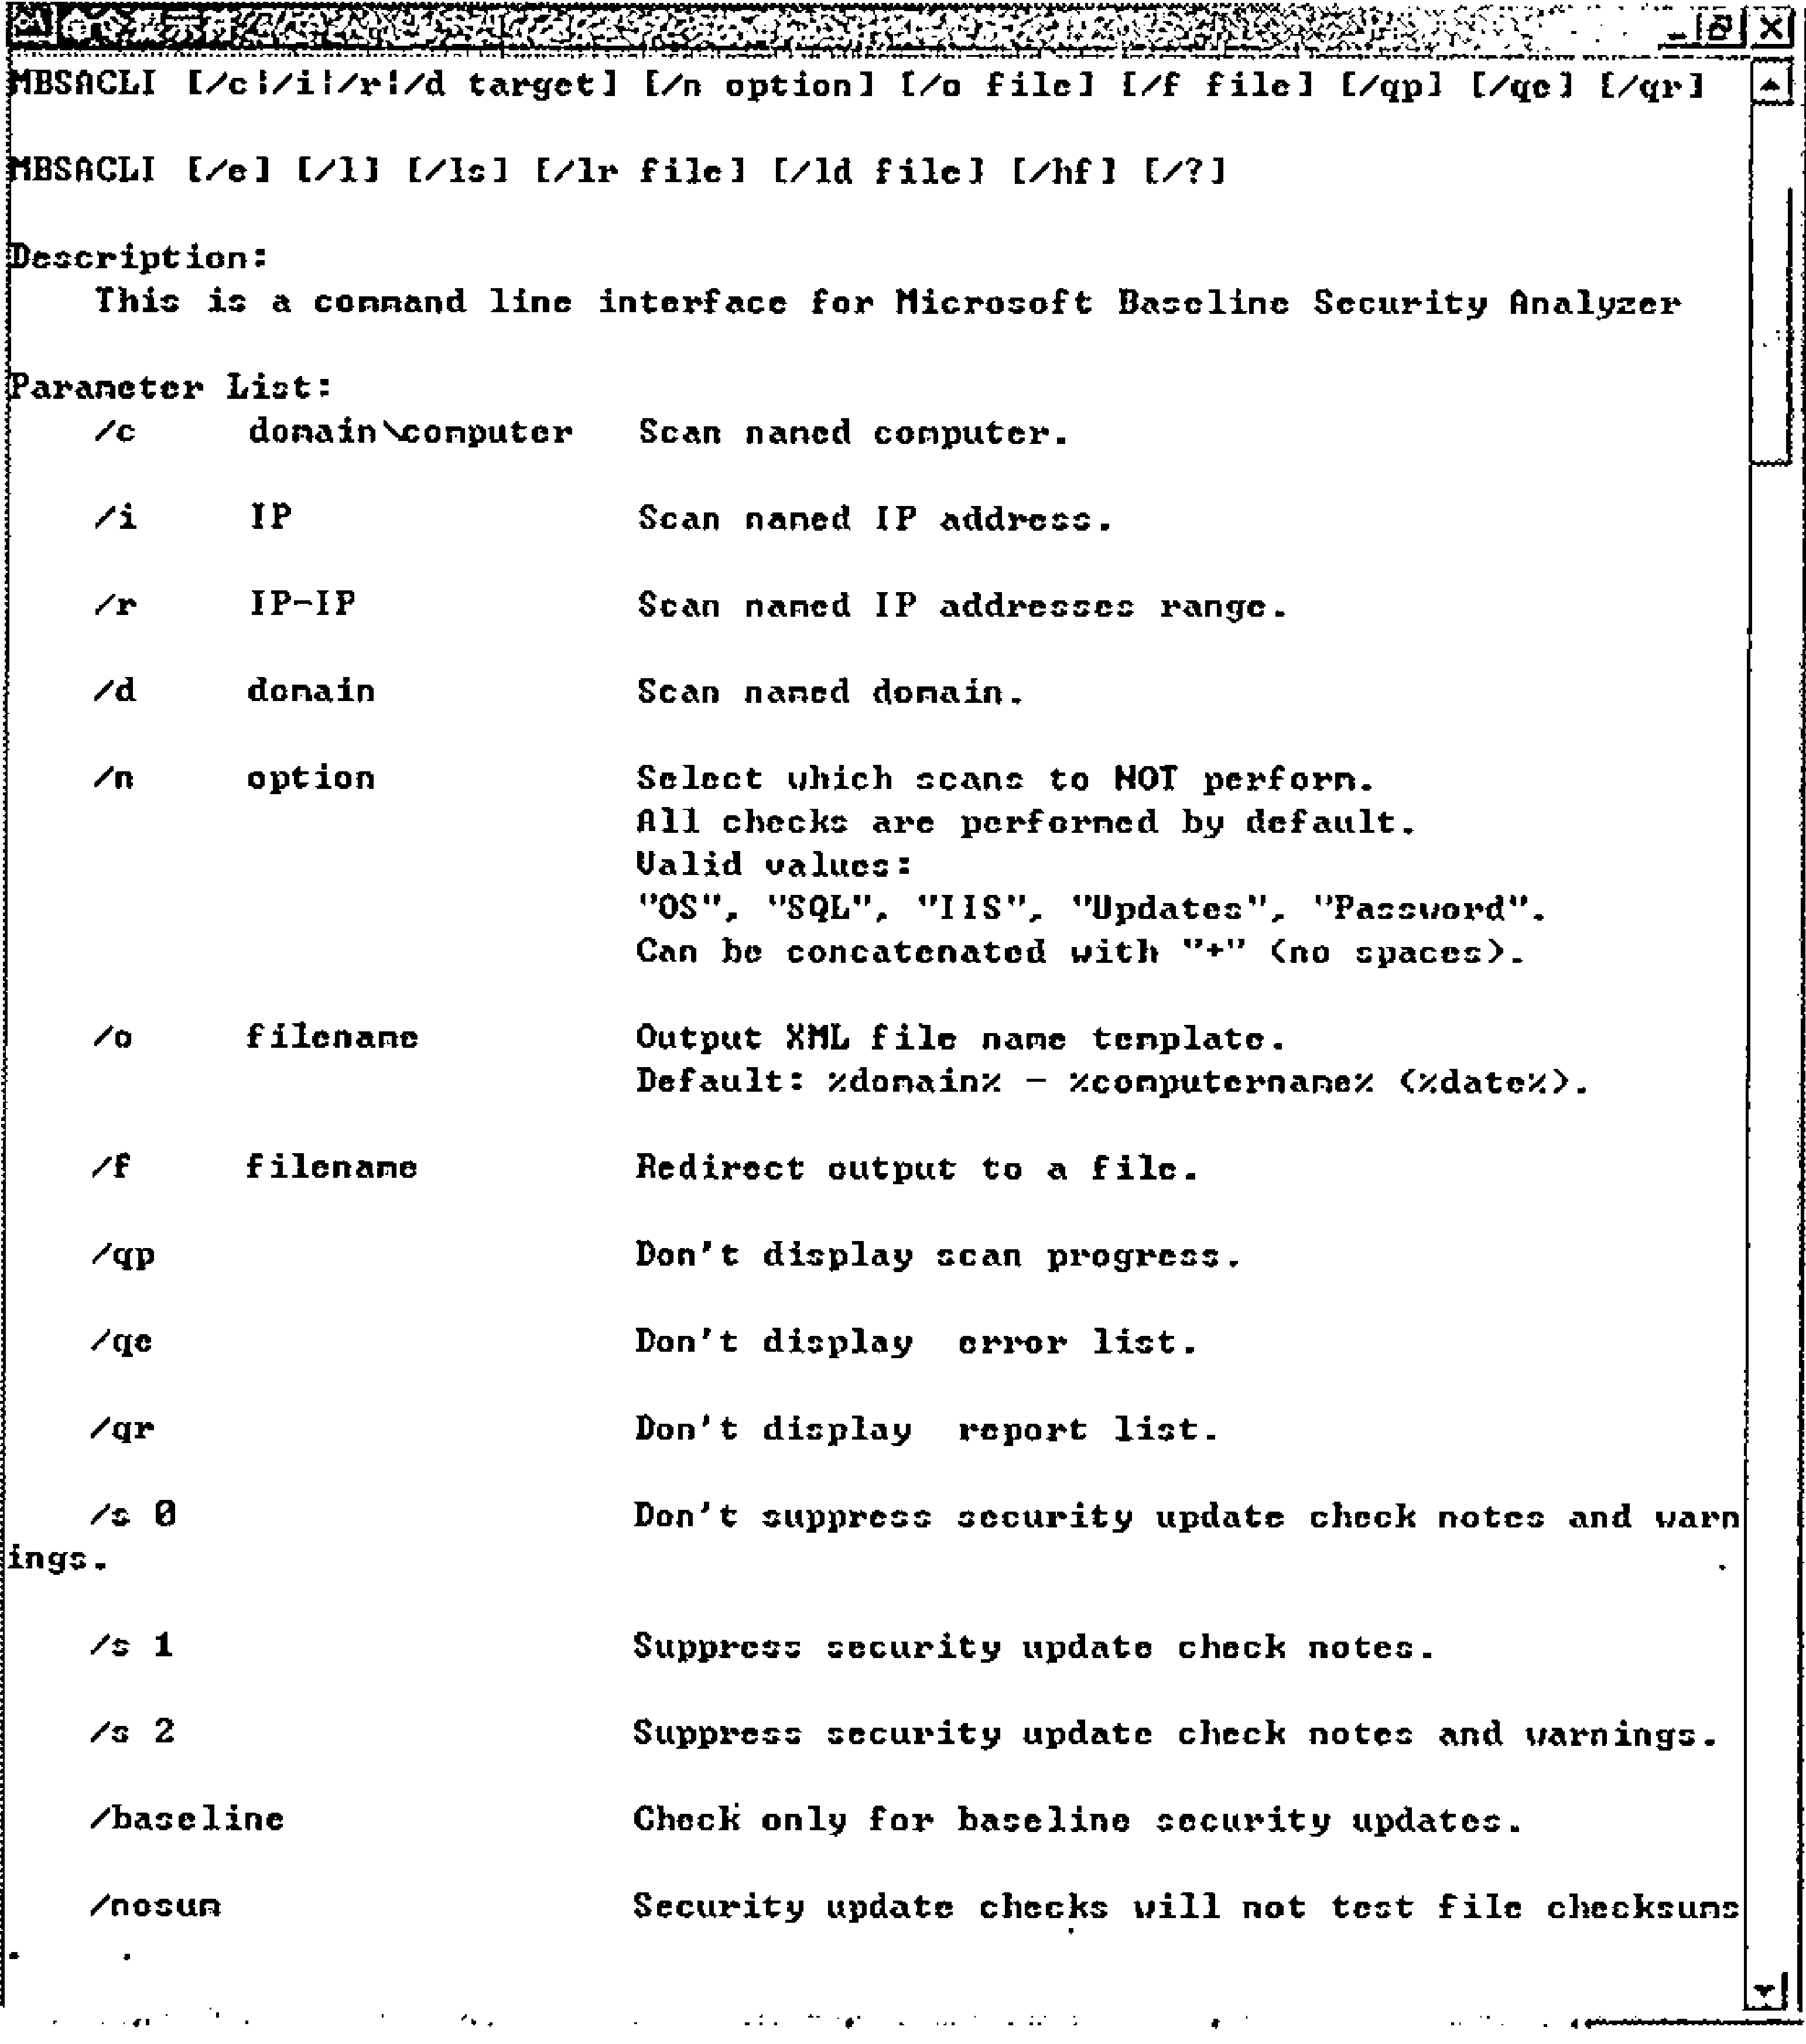 命令提示符
MBSACLI [/c|/i|/r|/d target] [/n option] [/o file] [/f file] [/qp] [/qe] [/qr]
MBSACLI [/e] [/l] [/ls] [/lr file] [/ld file] [/hf] [/?]
Description:
This is a command line interface for Microsoft Baseline Security Analyzer
Parameter List:
/c domain\computer Scan named computer.
/i IP Scan named IP address.
/r IP-IP Scan named IP addresses range.
/d domain Scan named domain.
/n option Select which scans to NOT perform.
All checks are performed by default.
Valid values:
"OS", "SQL", "IIS", "Updates", "Password".
Can be concatenated with "+" (no spaces).
/o filename Output XML file name template.
Default: %domain% - %computername% (%date%).
/f filename Redirect output to a file.
/qp Don't display scan progress.
/qe Don't display  error list.
/qr Don't display  report list.
/s 0 Don't suppress security update check notes and warn
ings.
/s 1 Suppress security update check notes.
/s 2 Suppress security update check notes and warnings.
/baseline Check only for baseline security updates.
/nosum Security update checks will not test file checksums
.